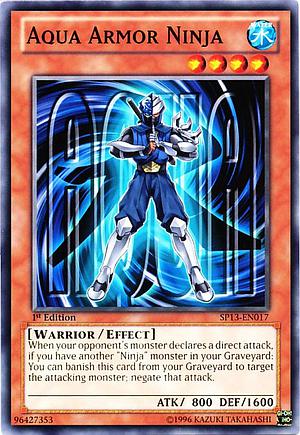 AQUA ARMOR NINJA
WATER
水
1st Edition
SP13-EN017
[WARRIOR / EFFECT]
When your opponent's monster declares a direct attack,
if you have another "Ninja" monster in your Graveyard:
You can banish this card from your Graveyard to target
the attacking monster; negate that attack.
ATK/ 800 DEF/1600
96427353
©1996 KAZUKI TAKAHASHI